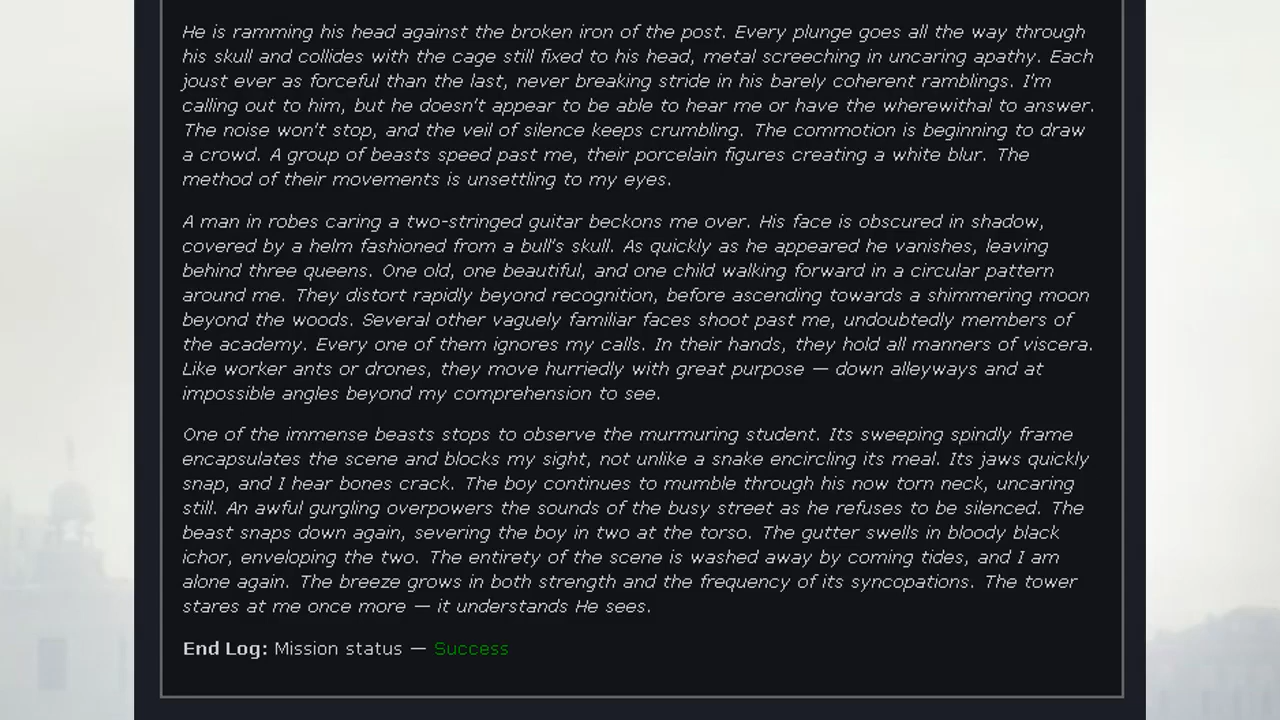 He is ramming his head against the broken iron of the post. Every plunge goes all the way through
his skull and collides with the cage still fixed to his head, metal screeching in uncaring apathy. Each
joust ever as forceful than the last, never breaking stride in his barely coherent ramblings. I'm
calling out to him, but he doesn't appear to be able to hear me or have the wherewithal to answer.
The noise won't stop, and the veil of silence keeps crumbling. The commotion is beginning to draw
a crowd. A group of beasts speed past me, their porcelain figures creating a white blur. The
method of their movements is unsettling to my eyes.
A man in robes caring a two-stringed guitar beckons me over. His face is obscured in shadow,
covered by a helm fashioned from a bull's skull. As quickly as he appeared he vanishes, leaving
behind three queens. One old, one beautiful, and one child walking forward in a circular pattern
around me. They distort rapidly beyond recognition, before ascending towards a shimmering moon
beyond the woods. Several other vaguely familiar faces shoot past me, undoubtedly members of
the academy. Every one of them ignores my calls. In their hands, they hold all manners of viscera.
Like worker ants or drones, they move hurriedly with great purpose — down alleyways and at
impossible angles beyond my comprehension to see.
One of the immense beasts stops to observe the murmuring student. Its sweeping spindly frame
encapsulates the scene and blocks my sight, not unlike a snake encircling its meal. Its jaws quickly
snap, and I hear bones crack. The boy continues to mumble through his now torn neck, uncaring
still. An awful gurgling overpowers the sounds of the busy street as he refuses to be silenced. The
beast snaps down again, severing the boy in two at the torso. The gutter swells in bloody black
ichor, enveloping the two. The entirety of the scene is washed away by coming tides, and I am
alone again. The breeze grows in both strength and the frequency of its syncopations. The tower
stares at me once more — it understands He sees.
End Log: Mission status — Success